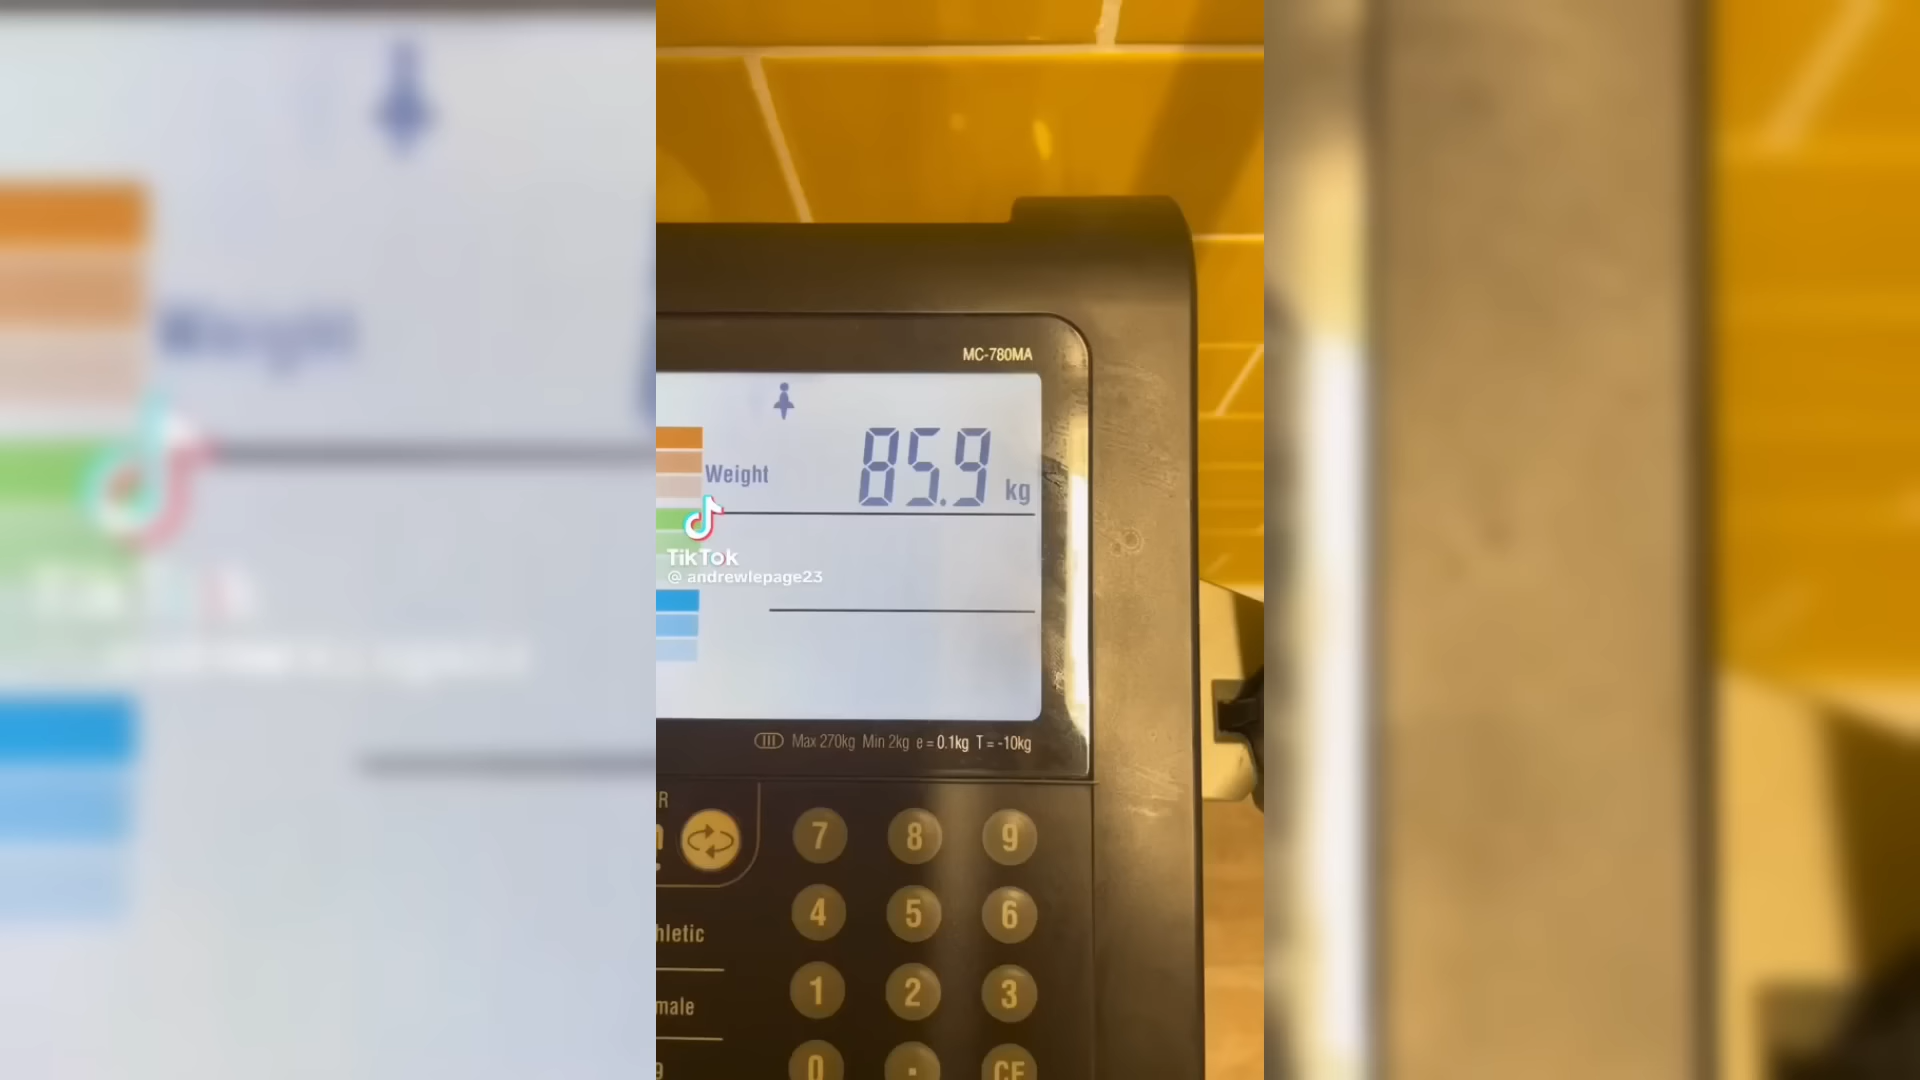 MC-780MA
Weight
85.9 kg
TikTok
@ andrewlepage23
Max 270kg Min 2kg e = 0.1kg T = -10kg
7 8 9
4 5 6
hletic
1 2 3
male
0 . CE